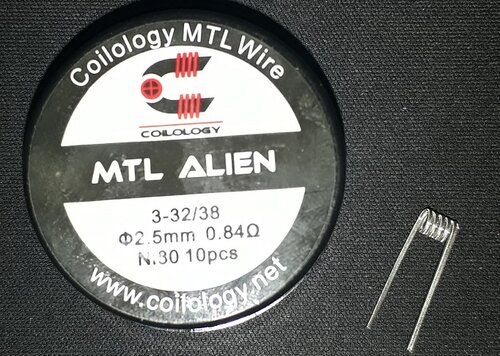 Coilology MTL Wire
COILOLOGY
MTL ALIEN
3-32/38
Φ2.5mm 0.84Ω
Ni30 10pcs
www.coilology.net